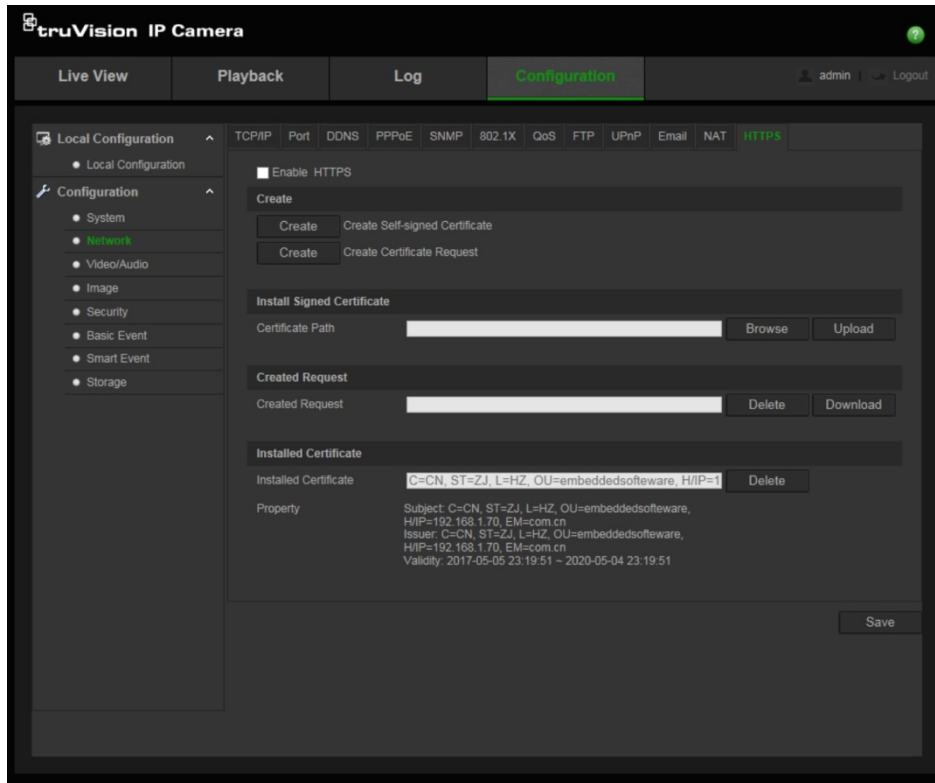 truVision IP Camera
?
Live View Playback Log Configuration admin | Logout
Local Configuration
Local Configuration
Configuration
System
Network
Video/Audio
Image
Security
Basic Event
Smart Event
Storage
TCP/IP Port DDNS PPPoE SNMP 802.1X QoS FTP UPnP Email NAT HTTPS
Enable HTTPS
Create
Create Create Self-signed Certificate
Create Create Certificate Request
Install Signed Certificate
Certificate Path Browse Upload
Created Request
Created Request Delete Download
Installed Certificate
Installed Certificate C=CN, ST=ZJ, L=HZ, OU=embeddedsofteware, H/IP=1 Delete
Property Subject: C=CN, ST=ZJ, L=HZ, OU=embeddedsofteware,
H/IP=192.168.1.70, EM=com.cn
Issuer: C=CN, ST=ZJ, L=HZ, OU=embeddedsofteware,
H/IP=192.168.1.70, EM=com.cn
Validity: 2017-05-05 23:19:51 ~ 2020-05-04 23:19:51
Save